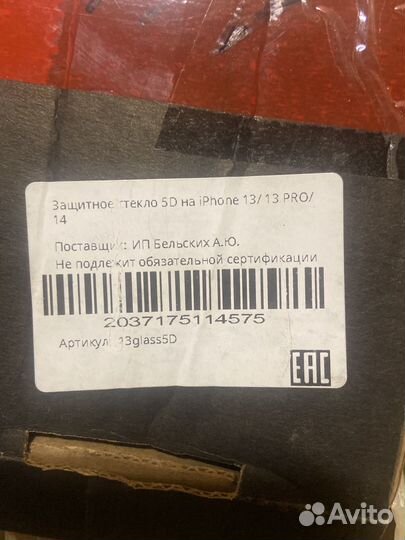 Защитное стекло 5D на iPhone 13/ 13 PRO/
14
Поставщик: ИП Бельских А.Ю.
Не подлежит обязательной сертификации
2037175114575
Артикул: 13glass5D
EAC
Avito